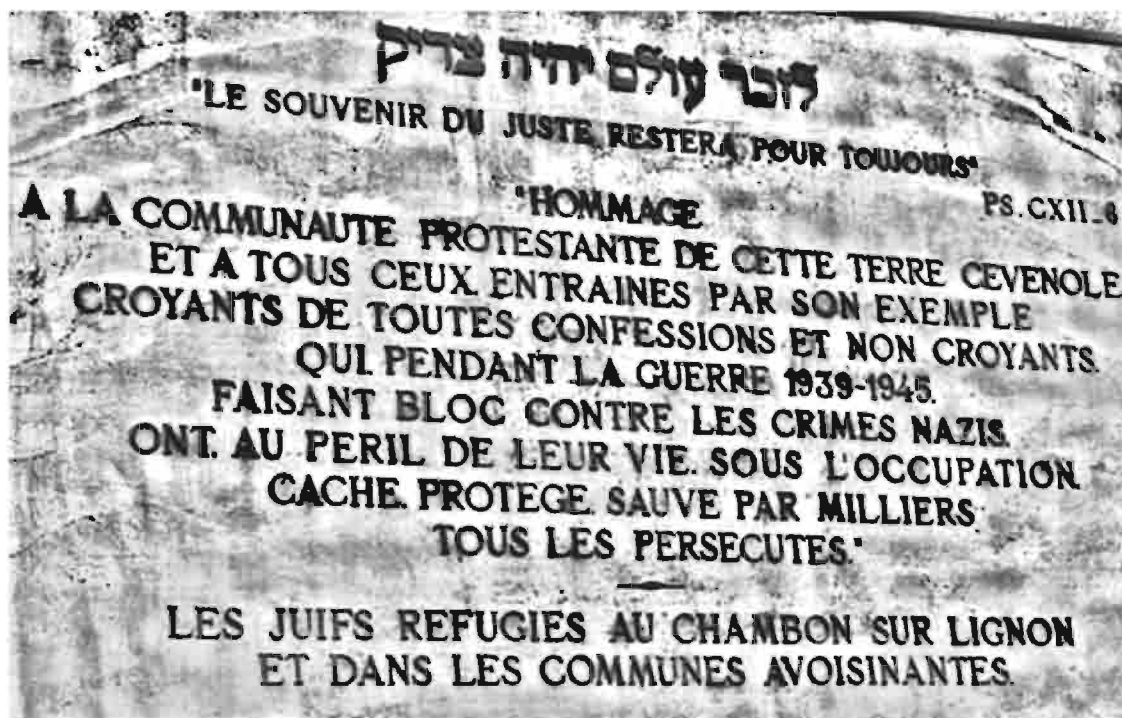 לזכר עולם יהיה צדיק
"LE SOUVENIR DU JUSTE RESTERA POUR TOUJOURS"
PS.CXII-6
"HOMMAGE
A LA COMMUNAUTE PROTESTANTE DE CETTE TERRE CEVENOLE
ET A TOUS CEUX ENTRAINES PAR SON EXEMPLE
CROYANTS DE TOUTES CONFESSIONS ET NON CROYANTS.
QUI PENDANT LA GUERRE 1939-1945.
FAISANT BLOC CONTRE LES CRIMES NAZIS.
ONT. AU PERIL DE LEUR VIE. SOUS L'OCCUPATION.
CACHE. PROTEGE. SAUVE PAR MILLIERS
TOUS LES PERSECUTES."
LES JUIFS REFUGIES AU CHAMBON SUR LIGNON
ET DANS LES COMMUNES AVOISINANTES.